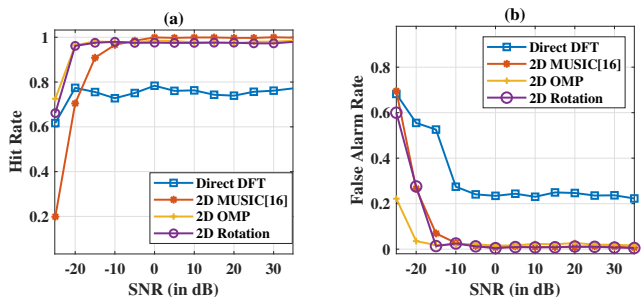 (a)
Hit Rate
1
0.8
0.6
0.4
0.2
-20 -10 0 10 20 30
SNR (in dB)
Direct DFT
2D MUSIC[16]
2D OMP
2D Rotation
(b)
False Alarm Rate
0.8
0.6
0.4
0.2
0
-20 -10 0 10 20 30
SNR (in dB)
Direct DFT
2D MUSIC[16]
2D OMP
2D Rotation